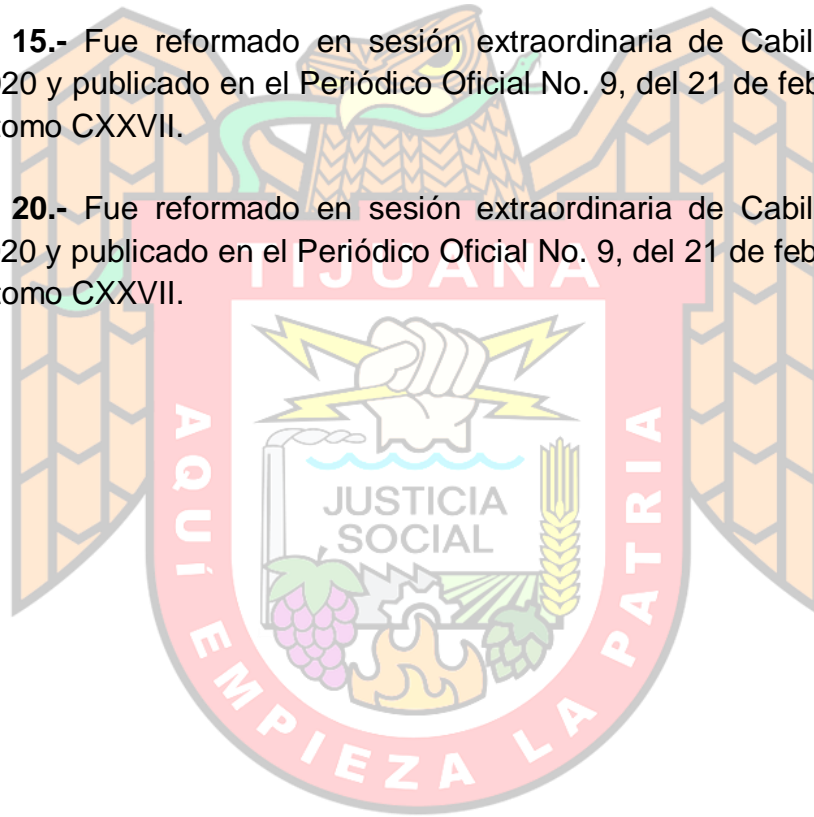 15.- Fue reformado en sesión extraordinaria de Cabil
20 y publicado en el Periódico Oficial No. 9, del 21 de feb
tomo CXXVII.
20.- Fue reformado en sesión extraordinaria de Cabil
20 y publicado en el Periódico Oficial No. 9, del 21 de feb
tomo CXXVII.
TIJUANA
JUSTICIA
SOCIAL
AQUÍ EMPIEZA LA PATRIA